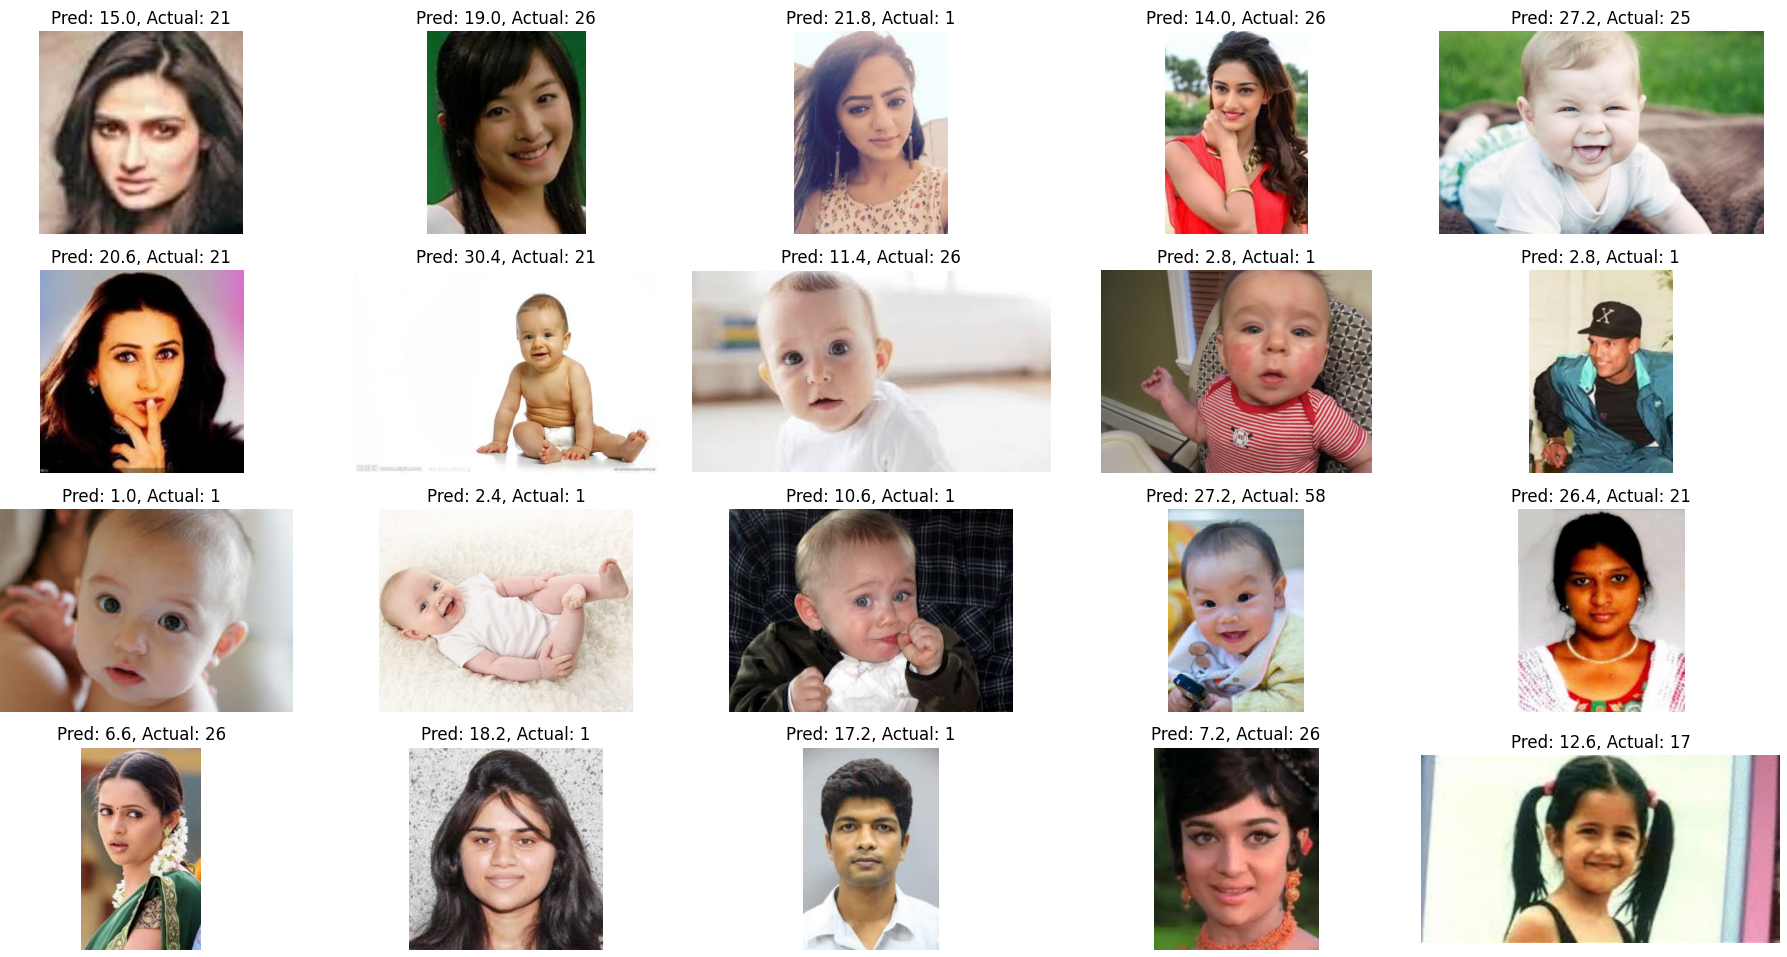 Pred: 15.0, Actual: 21
Pred: 19.0, Actual: 26
Pred: 21.8, Actual: 1
Pred: 14.0, Actual: 26
Pred: 27.2, Actual: 25
Pred: 20.6, Actual: 21
Pred: 30.4, Actual: 21
Pred: 11.4, Actual: 26
Pred: 2.8, Actual: 1
Pred: 2.8, Actual: 1
X
Pred: 1.0, Actual: 1
Pred: 2.4, Actual: 1
Pred: 10.6, Actual: 1
Pred: 27.2, Actual: 58
Pred: 26.4, Actual: 21
Pred: 6.6, Actual: 26
Pred: 18.2, Actual: 1
Pred: 17.2, Actual: 1
Pred: 7.2, Actual: 26
Pred: 12.6, Actual: 17